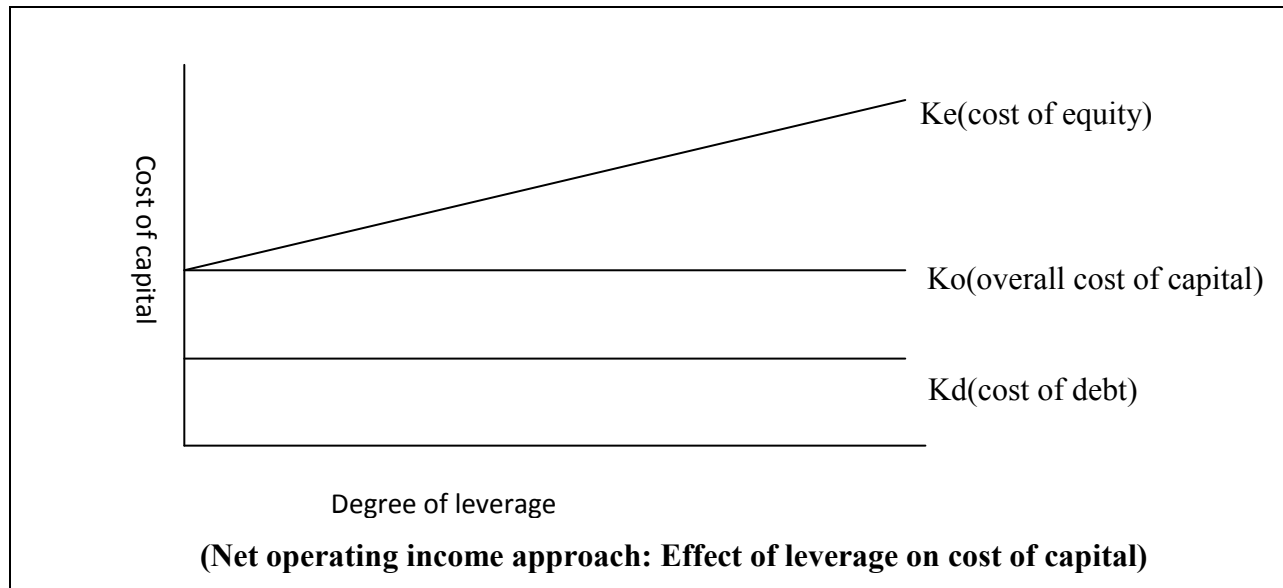 Ke(cost of equity)
Cost of capital
Ko(overall cost of capital)
Kd(cost of debt)
Degree of leverage
(Net operating income approach: Effect of leverage on cost of capital)